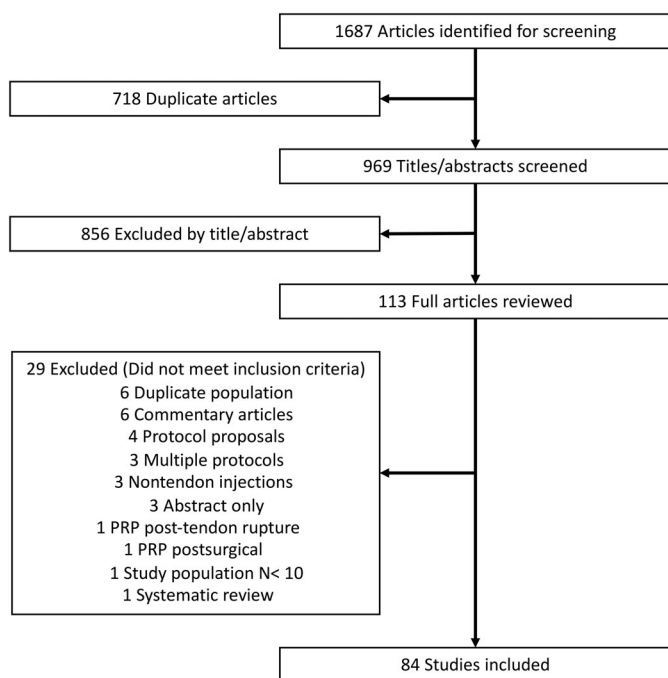 1687 Articles identified for screening
718 Duplicate articles
969 Titles/abstracts screened
856 Excluded by title/abstract
113 Full articles reviewed
29 Excluded (Did not meet inclusion criteria)
6 Duplicate population
6 Commentary articles
4 Protocol proposals
3 Multiple protocols
3 Nontendon injections
3 Abstract only
1 PRP post-tendon rupture
1 PRP postsurgical
1 Study population N< 10
1 Systematic review
84 Studies included